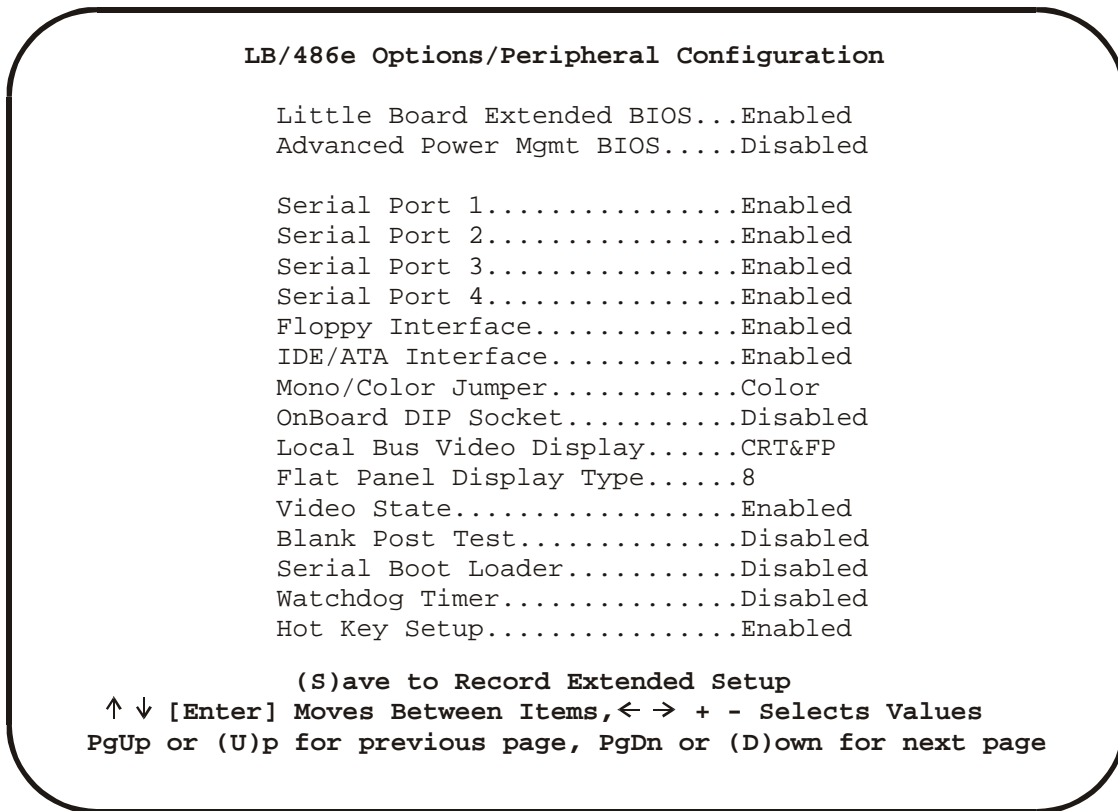 LB/486e Options/Peripheral Configuration
Little Board Extended BIOS...Enabled
Advanced Power Mgmt BIOS.....Disabled
Serial Port 1................Enabled
Serial Port 2................Enabled
Serial Port 3................Enabled
Serial Port 4................Enabled
Floppy Interface.............Enabled
IDE/ATA Interface............Enabled
Mono/Color Jumper............Color
OnBoard DIP Socket...........Disabled
Local Bus Video Display......CRT&FP
Flat Panel Display Type......8
Video State..................Enabled
Blank Post Test..............Disabled
Serial Boot Loader...........Disabled
Watchdog Timer...............Disabled
Hot Key Setup................Enabled
(S)ave to Record Extended Setup
↑ ↓ [Enter] Moves Between Items, ← → + - Selects Values
PgUp or (U)p for previous page, PgDn or (D)own for next page